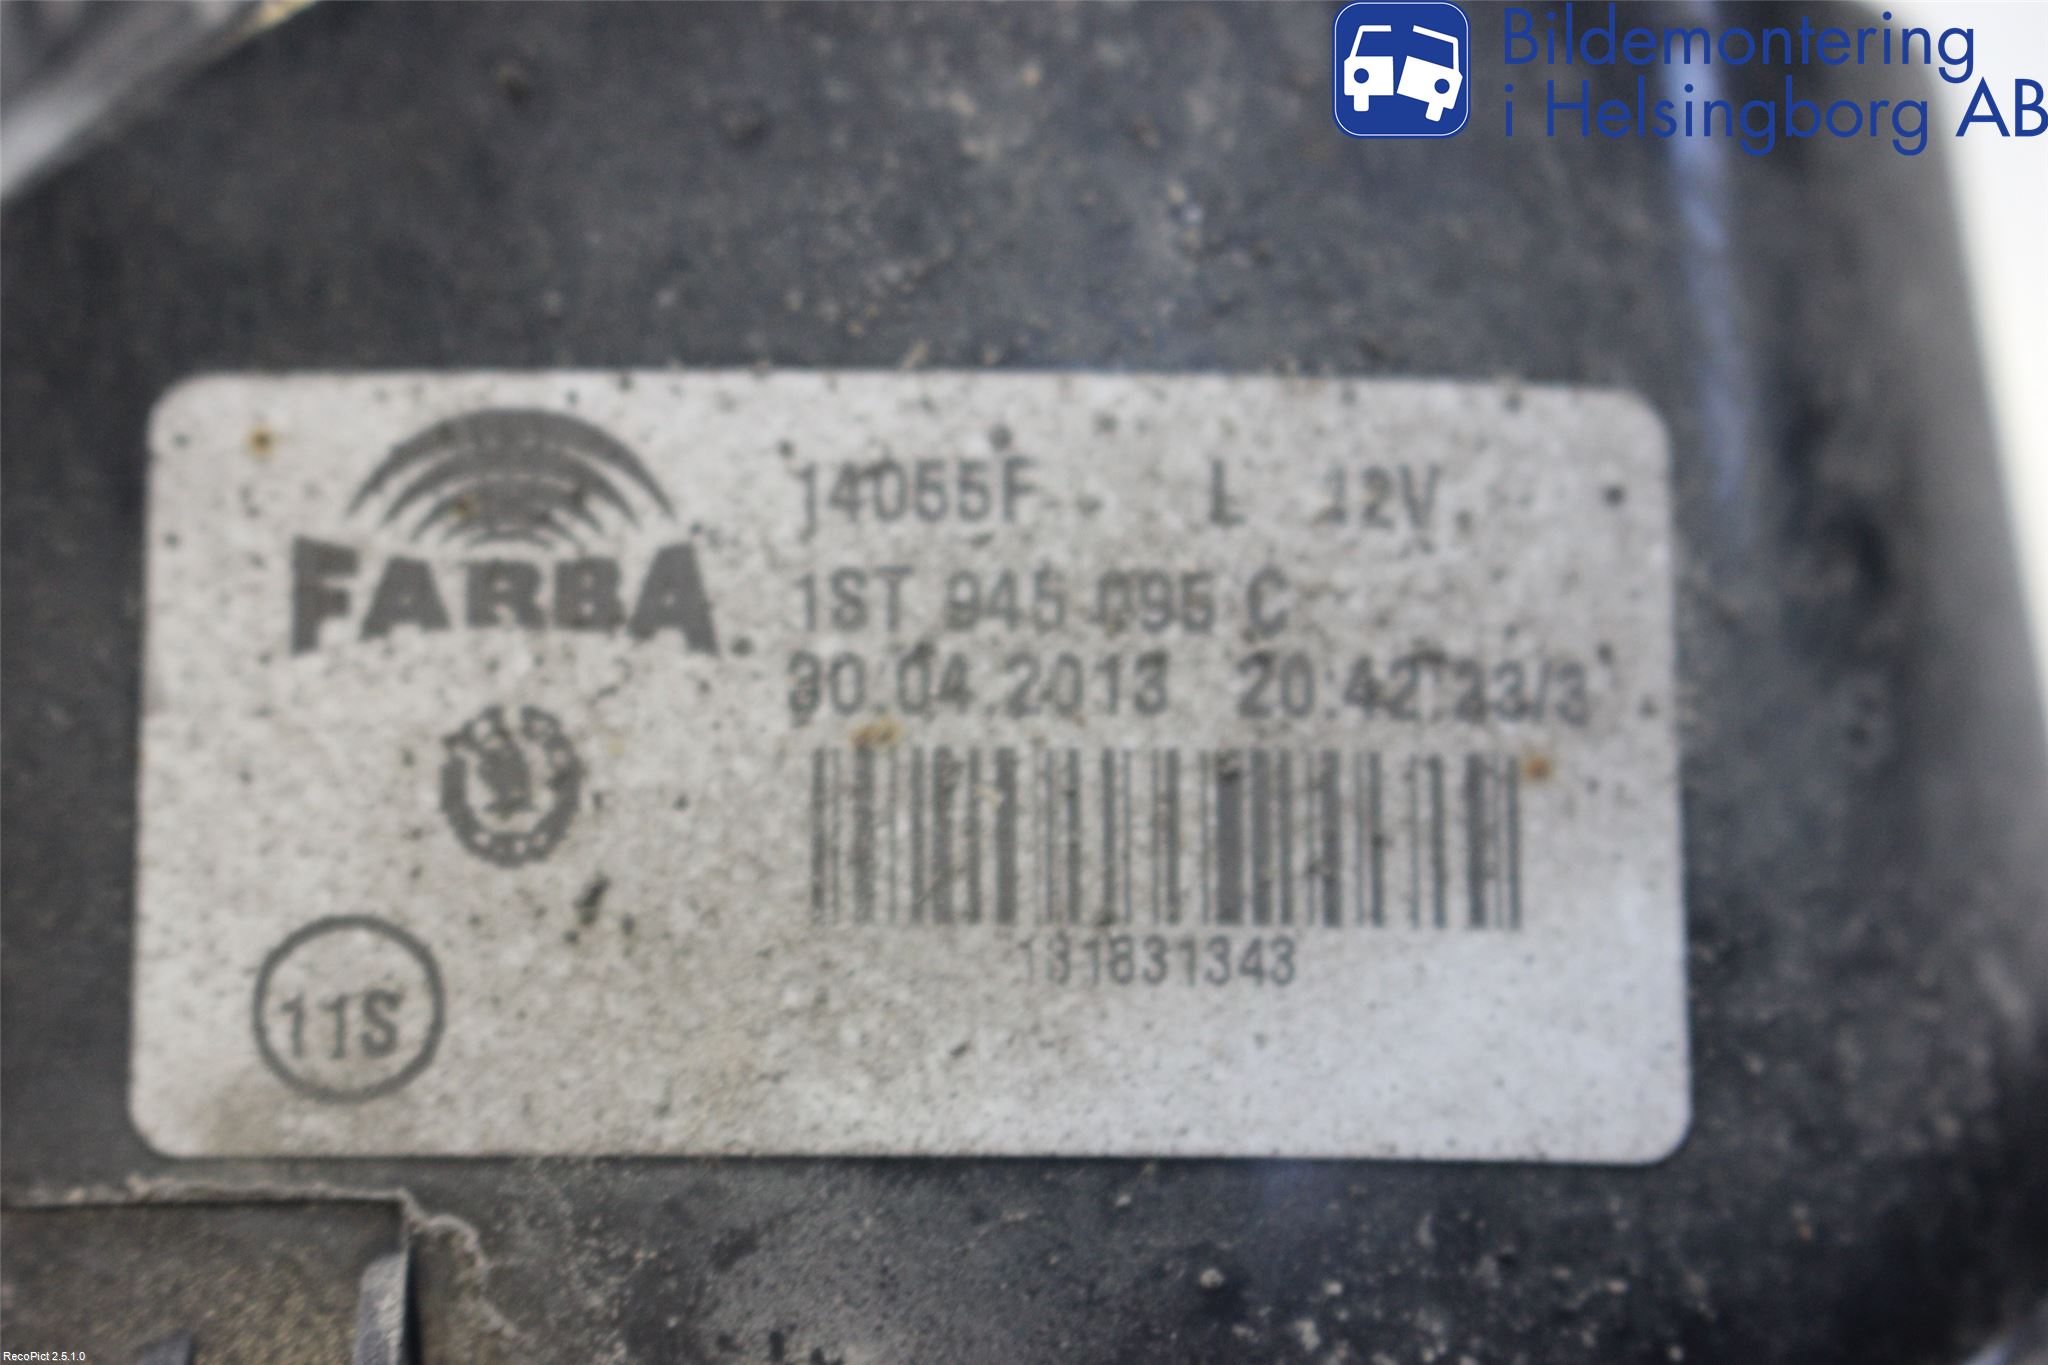 Bildemontering
i Helsingborg AB
FARBA
14055F L 12V
1ST 945 095 C
30.04.2013 20:42:23/3
131831343
11S
RecoPict 2.5.1.0